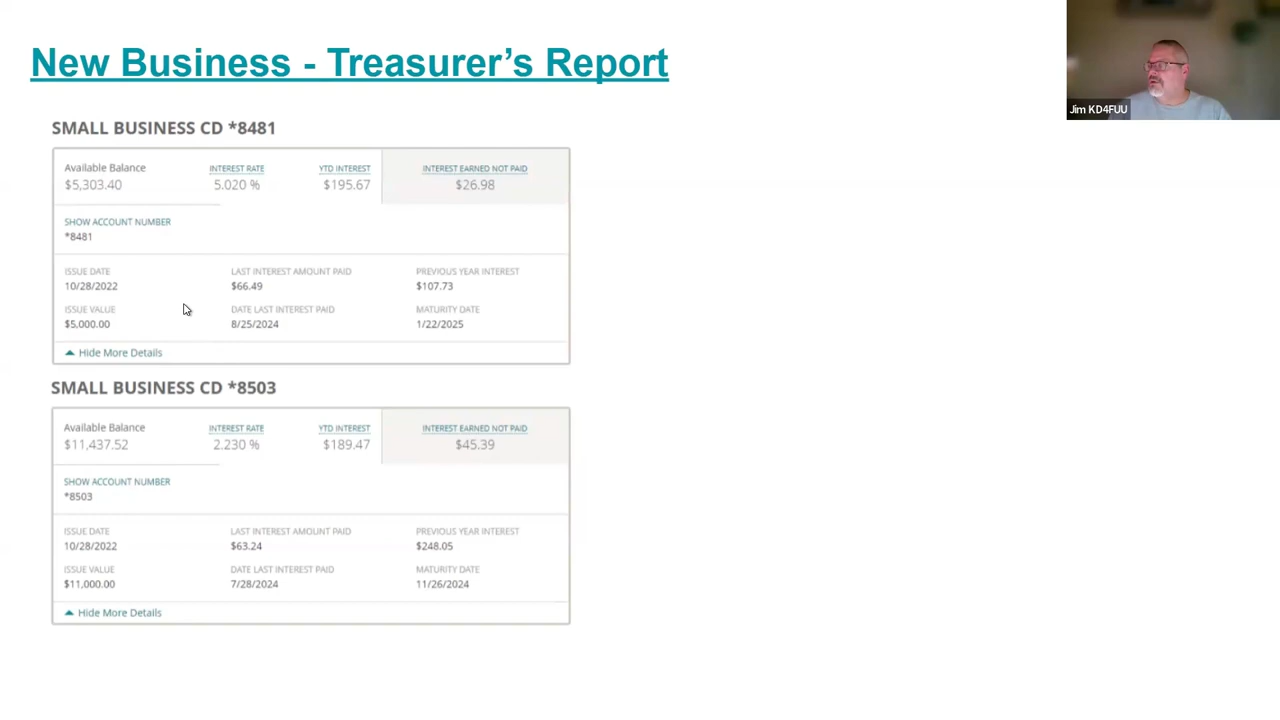 New Business - Treasurer's Report
Jim KD4FUU
SMALL BUSINESS CD *8481
Available Balance INTEREST RATE YTD INTEREST INTEREST EARNED NOT PAID
$5,303.40 5.020 % $195.67 $26.98
SHOW ACCOUNT NUMBER
*8481
ISSUE DATE LAST INTEREST AMOUNT PAID PREVIOUS YEAR INTEREST
10/28/2022 $66.49 $107.73
ISSUE VALUE DATE LAST INTEREST PAID MATURITY DATE
$5,000.00 8/25/2024 1/22/2025
Hide More Details
SMALL BUSINESS CD *8503
Available Balance INTEREST RATE YTD INTEREST INTEREST EARNED NOT PAID
$11,437.52 2.230 % $189.47 $45.39
SHOW ACCOUNT NUMBER
*8503
ISSUE DATE LAST INTEREST AMOUNT PAID PREVIOUS YEAR INTEREST
10/28/2022 $63.24 $248.05
ISSUE VALUE DATE LAST INTEREST PAID MATURITY DATE
$11,000.00 7/28/2024 11/26/2024
Hide More Details